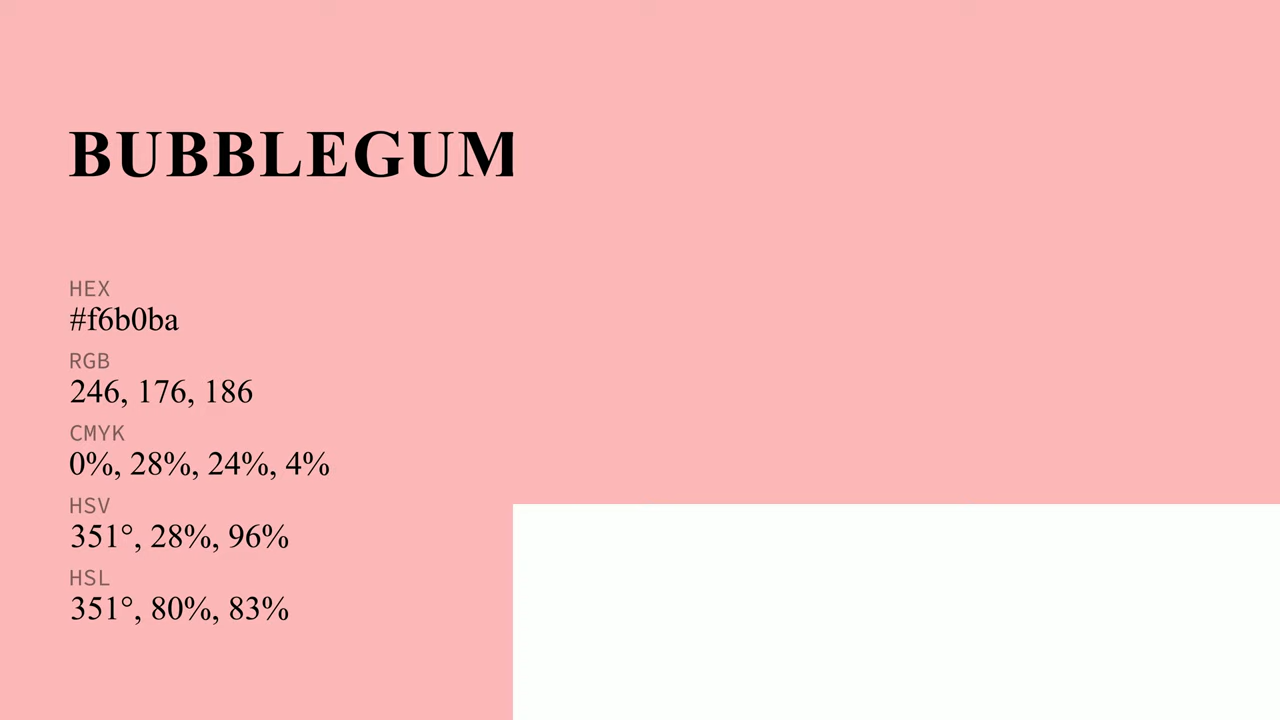 BUBBLEGUM
HEX
#f6b0ba
RGB
246, 176, 186
CMYK
0%, 28%, 24%, 4%
HSV
351°, 28%, 96%
HSL
351°, 80%, 83%